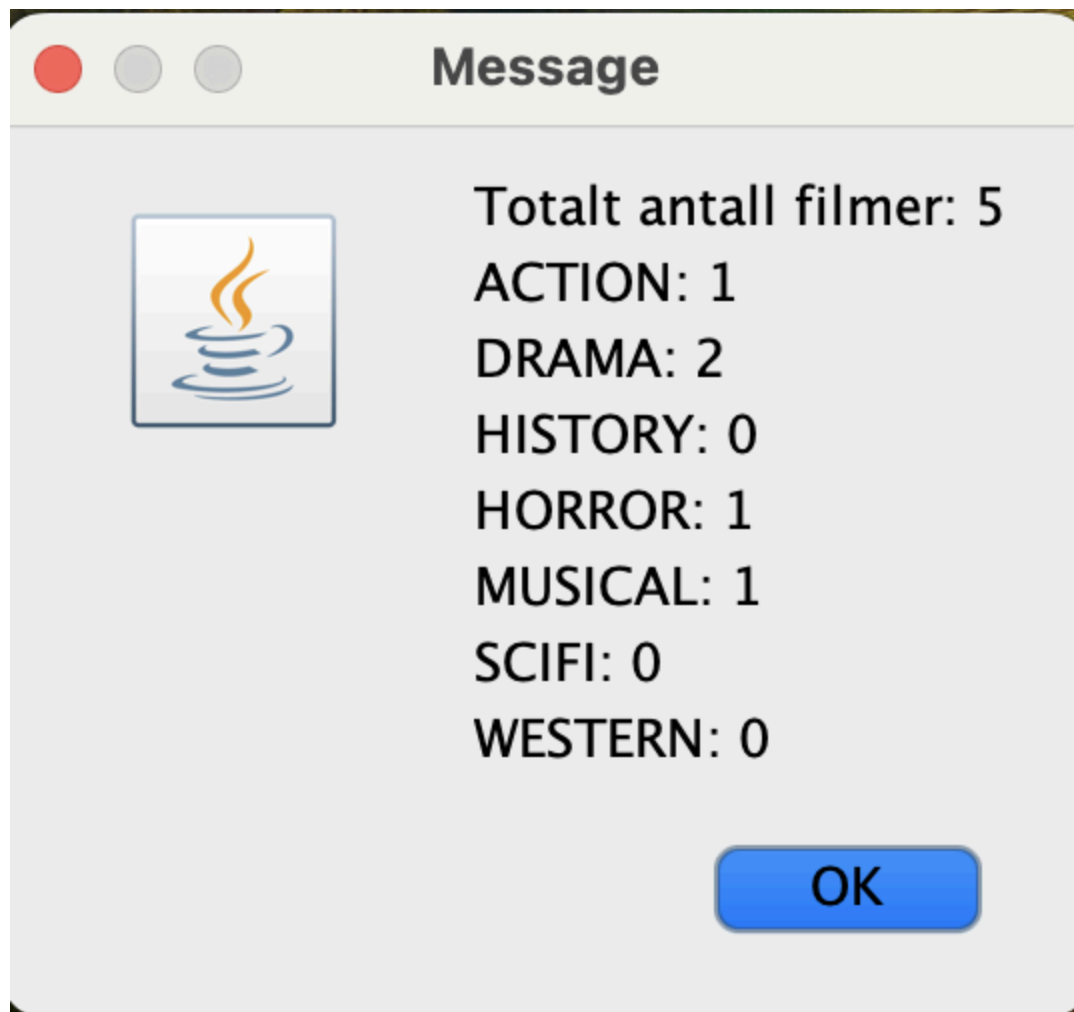 Message
Totalt antall filmer: 5
ACTION: 1
DRAMA: 2
HISTORY: 0
HORROR: 1
MUSICAL: 1
SCIFI: 0
WESTERN: 0
OK